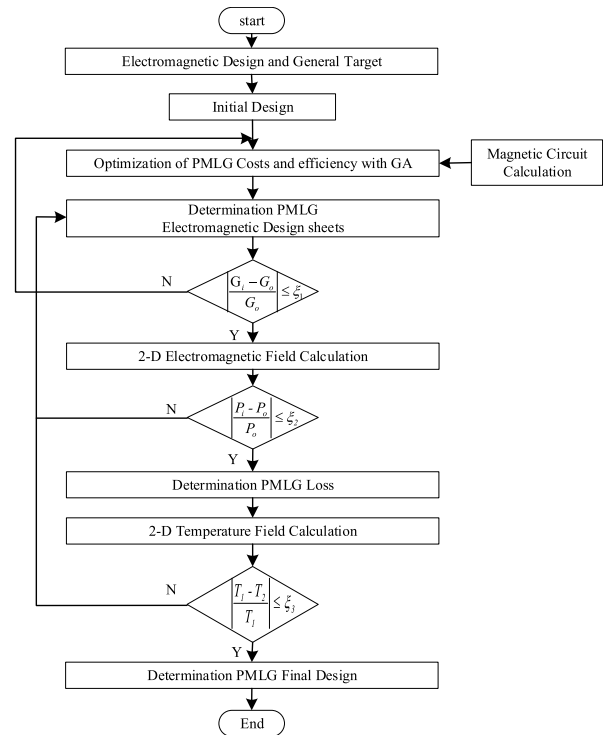 start
Electromagnetic Design and General Target
Initial Design
Optimization of PMLG Costs and efficiency with GA
Magnetic Circuit
Calculation
Determination PMLG
Electromagnetic Design sheets
N
|G_i − G_o / G_o| ≤ ξ_1
Y
2-D Electromagnetic Field Calculation
N
|P_i - P_o / P_o| ≤ ξ_2
Y
Determination PMLG Loss
2-D Temperature Field Calculation
N
|T_1 - T_2 / T_1| ≤ ξ_3
Y
Determination PMLG Final Design
End